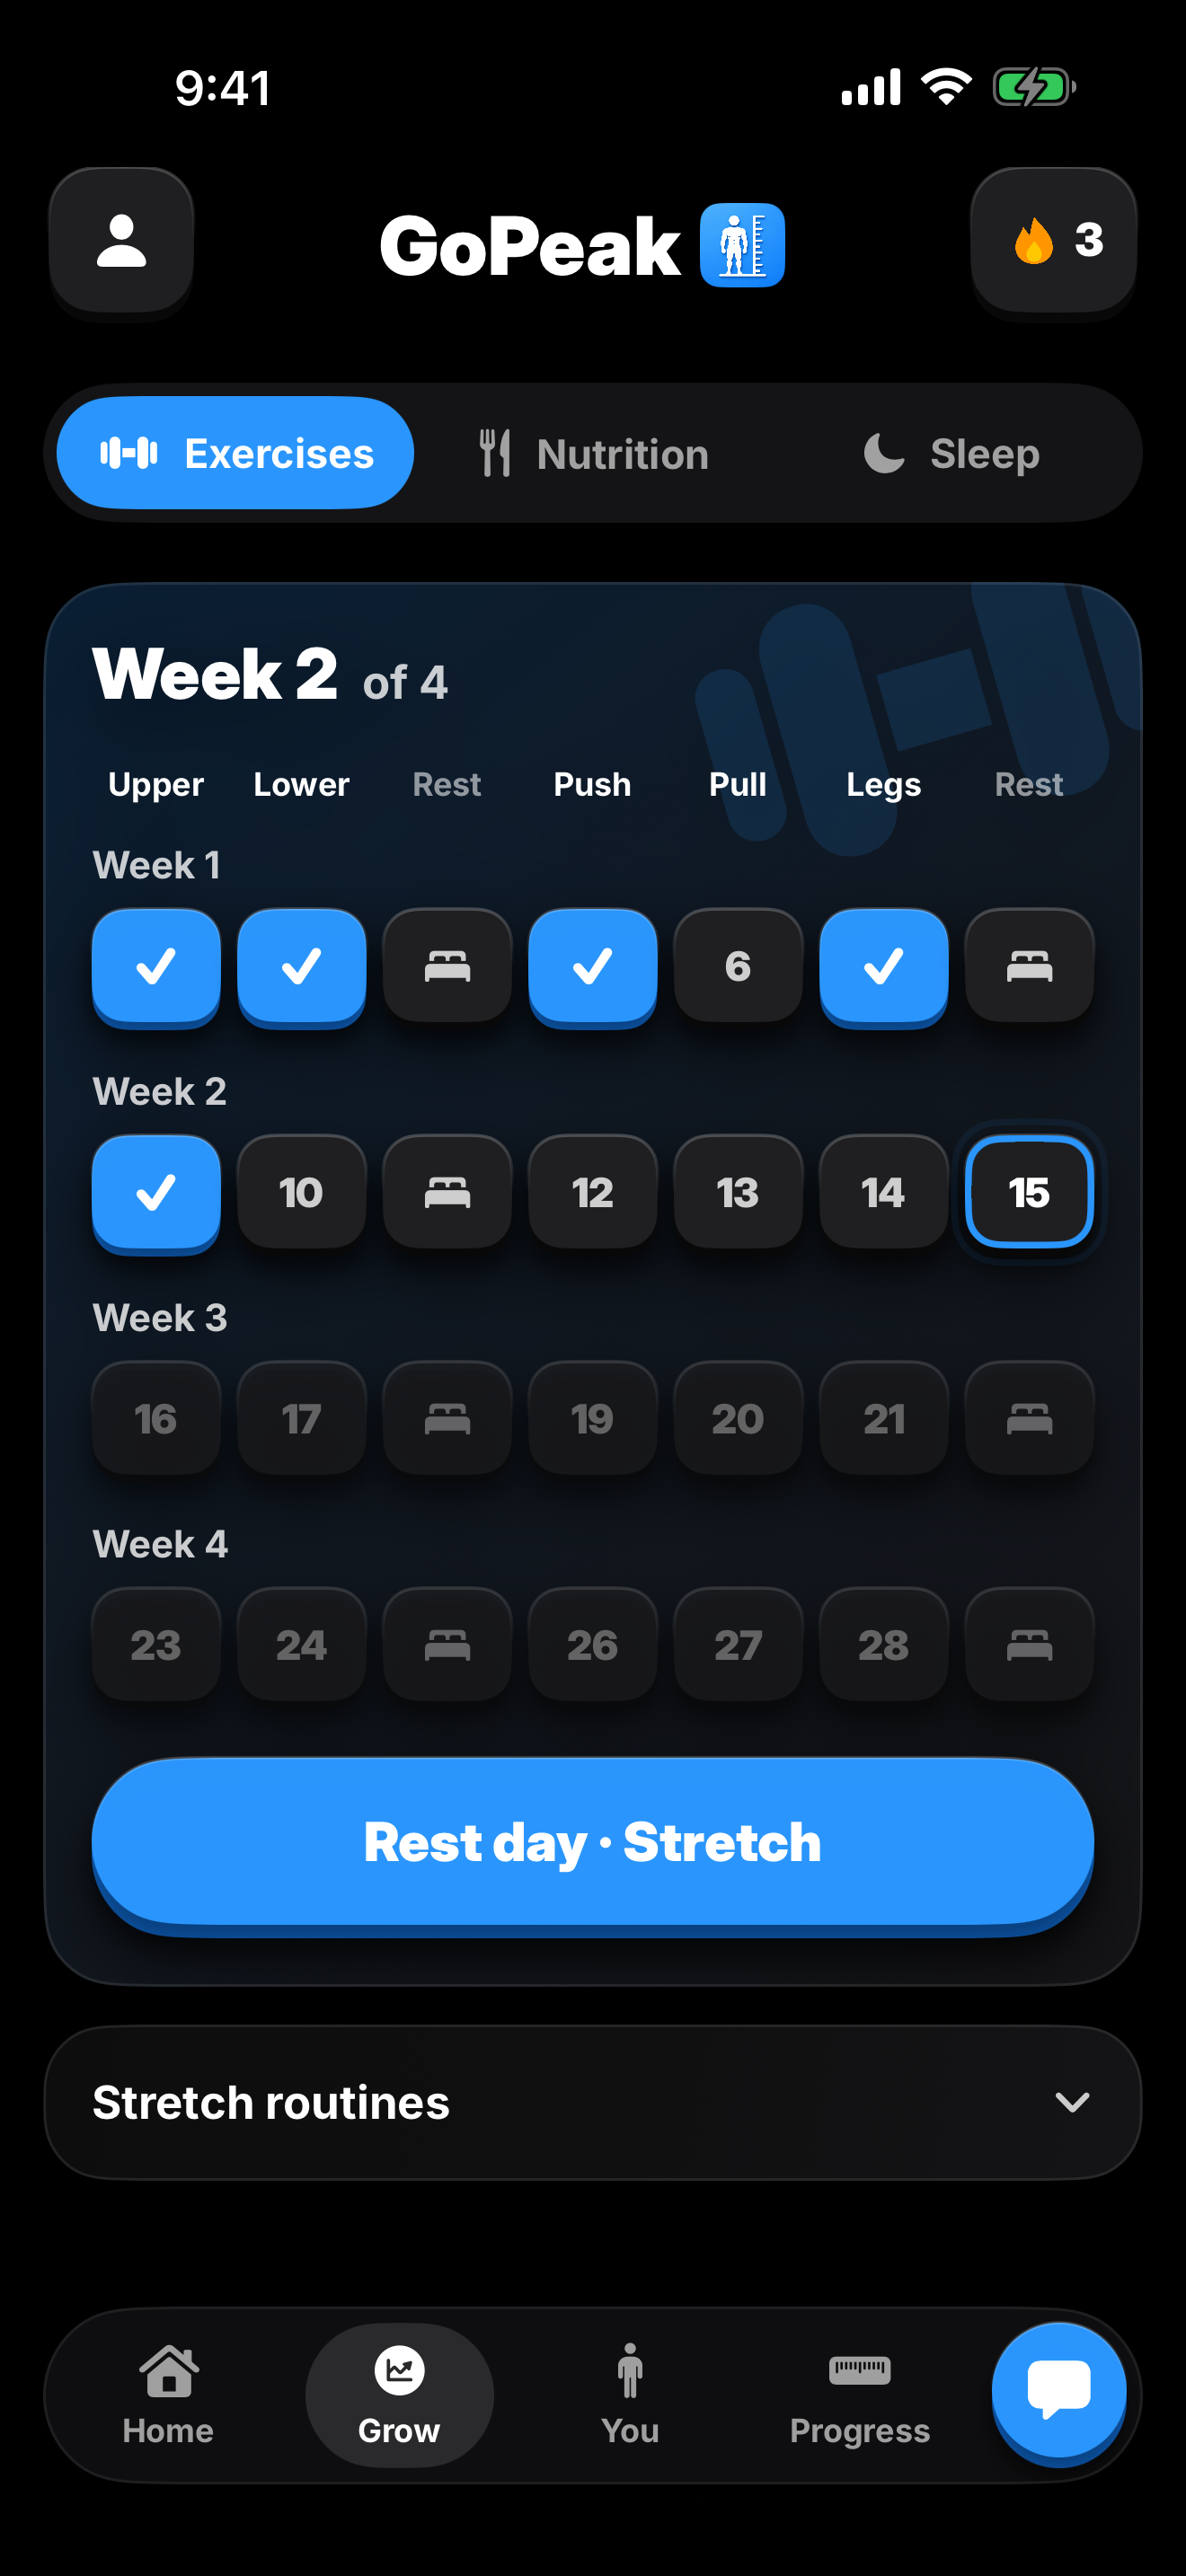 9:41
GoPeak
3
Exercises
Nutrition
Sleep
Week 2 of 4
Upper Lower Rest Push Pull Legs Rest
Week 1
6
Week 2
10 12 13 14 15
Week 3
16 17 19 20 21
Week 4
23 24 26 27 28
Rest day · Stretch
Stretch routines
Home Grow You Progress